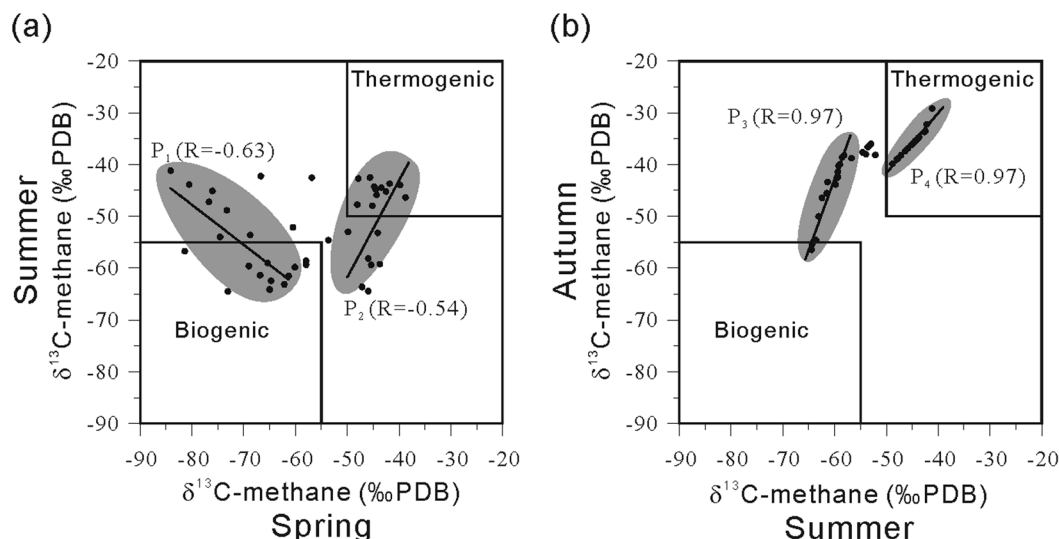 (a)
-20
-30
-40
-50
-60
-70
-80
-90
Summer
δ¹³C-methane (‰PDB)
Thermogenic
P₁ (R=-0.63)
P₂ (R=-0.54)
Biogenic
-90 -80 -70 -60 -50 -40 -30 -20
δ¹³C-methane (‰PDB)
Spring
(b)
-20
-30
-40
-50
-60
-70
-80
-90
Autumn
δ¹³C-methane (‰PDB)
Thermogenic
P₃ (R=0.97)
P₄ (R=0.97)
Biogenic
-90 -80 -70 -60 -50 -40 -30 -20
δ¹³C-methane (‰PDB)
Summer